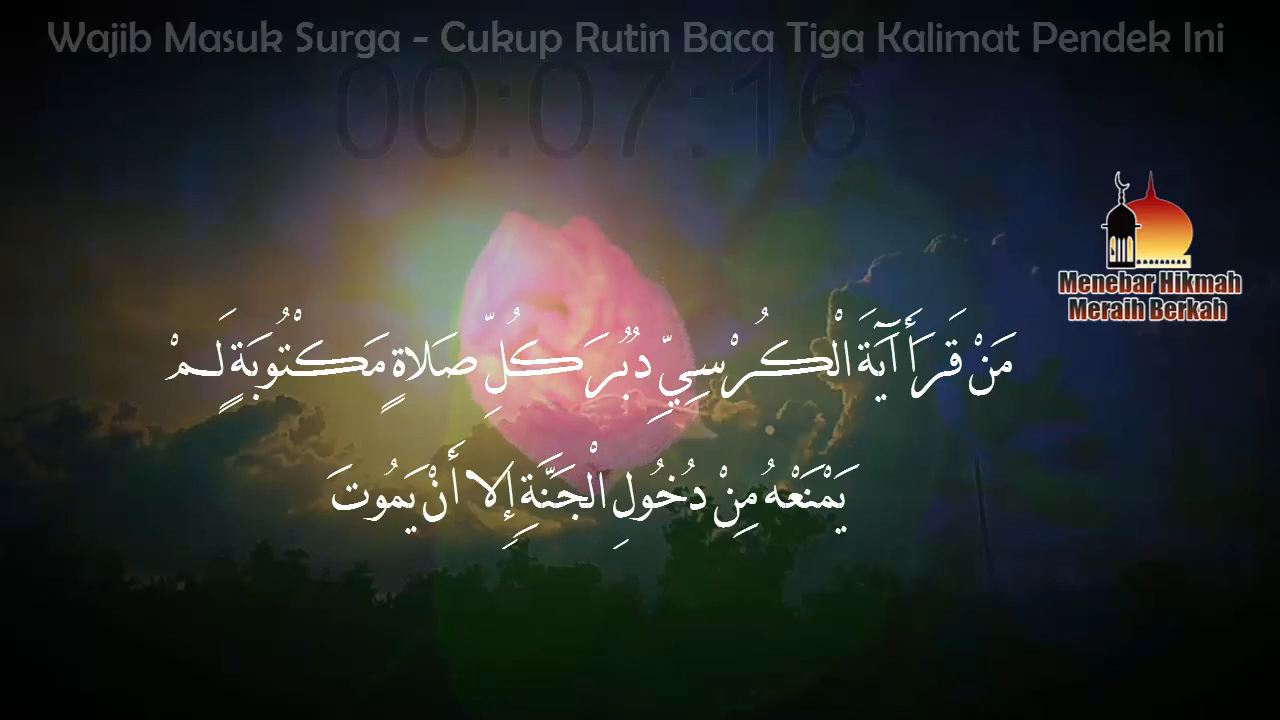 Wajib Masuk Surga - Cukup Rutin Baca Tiga Kalimat Pendek Ini
00:07:16
Menebar Hikmah
Meraih Berkah
مَنْ قَرَأَ آيَةَ الْكُرْسِيِّ دُبُرَ كُلِّ صَلاةٍ مَكْتُوبَةٍ لَمْ
يَمْنَعْهُ مِنْ دُخُولِ الْجَنَّةِ إِلا أَنْ يَمُوتَ